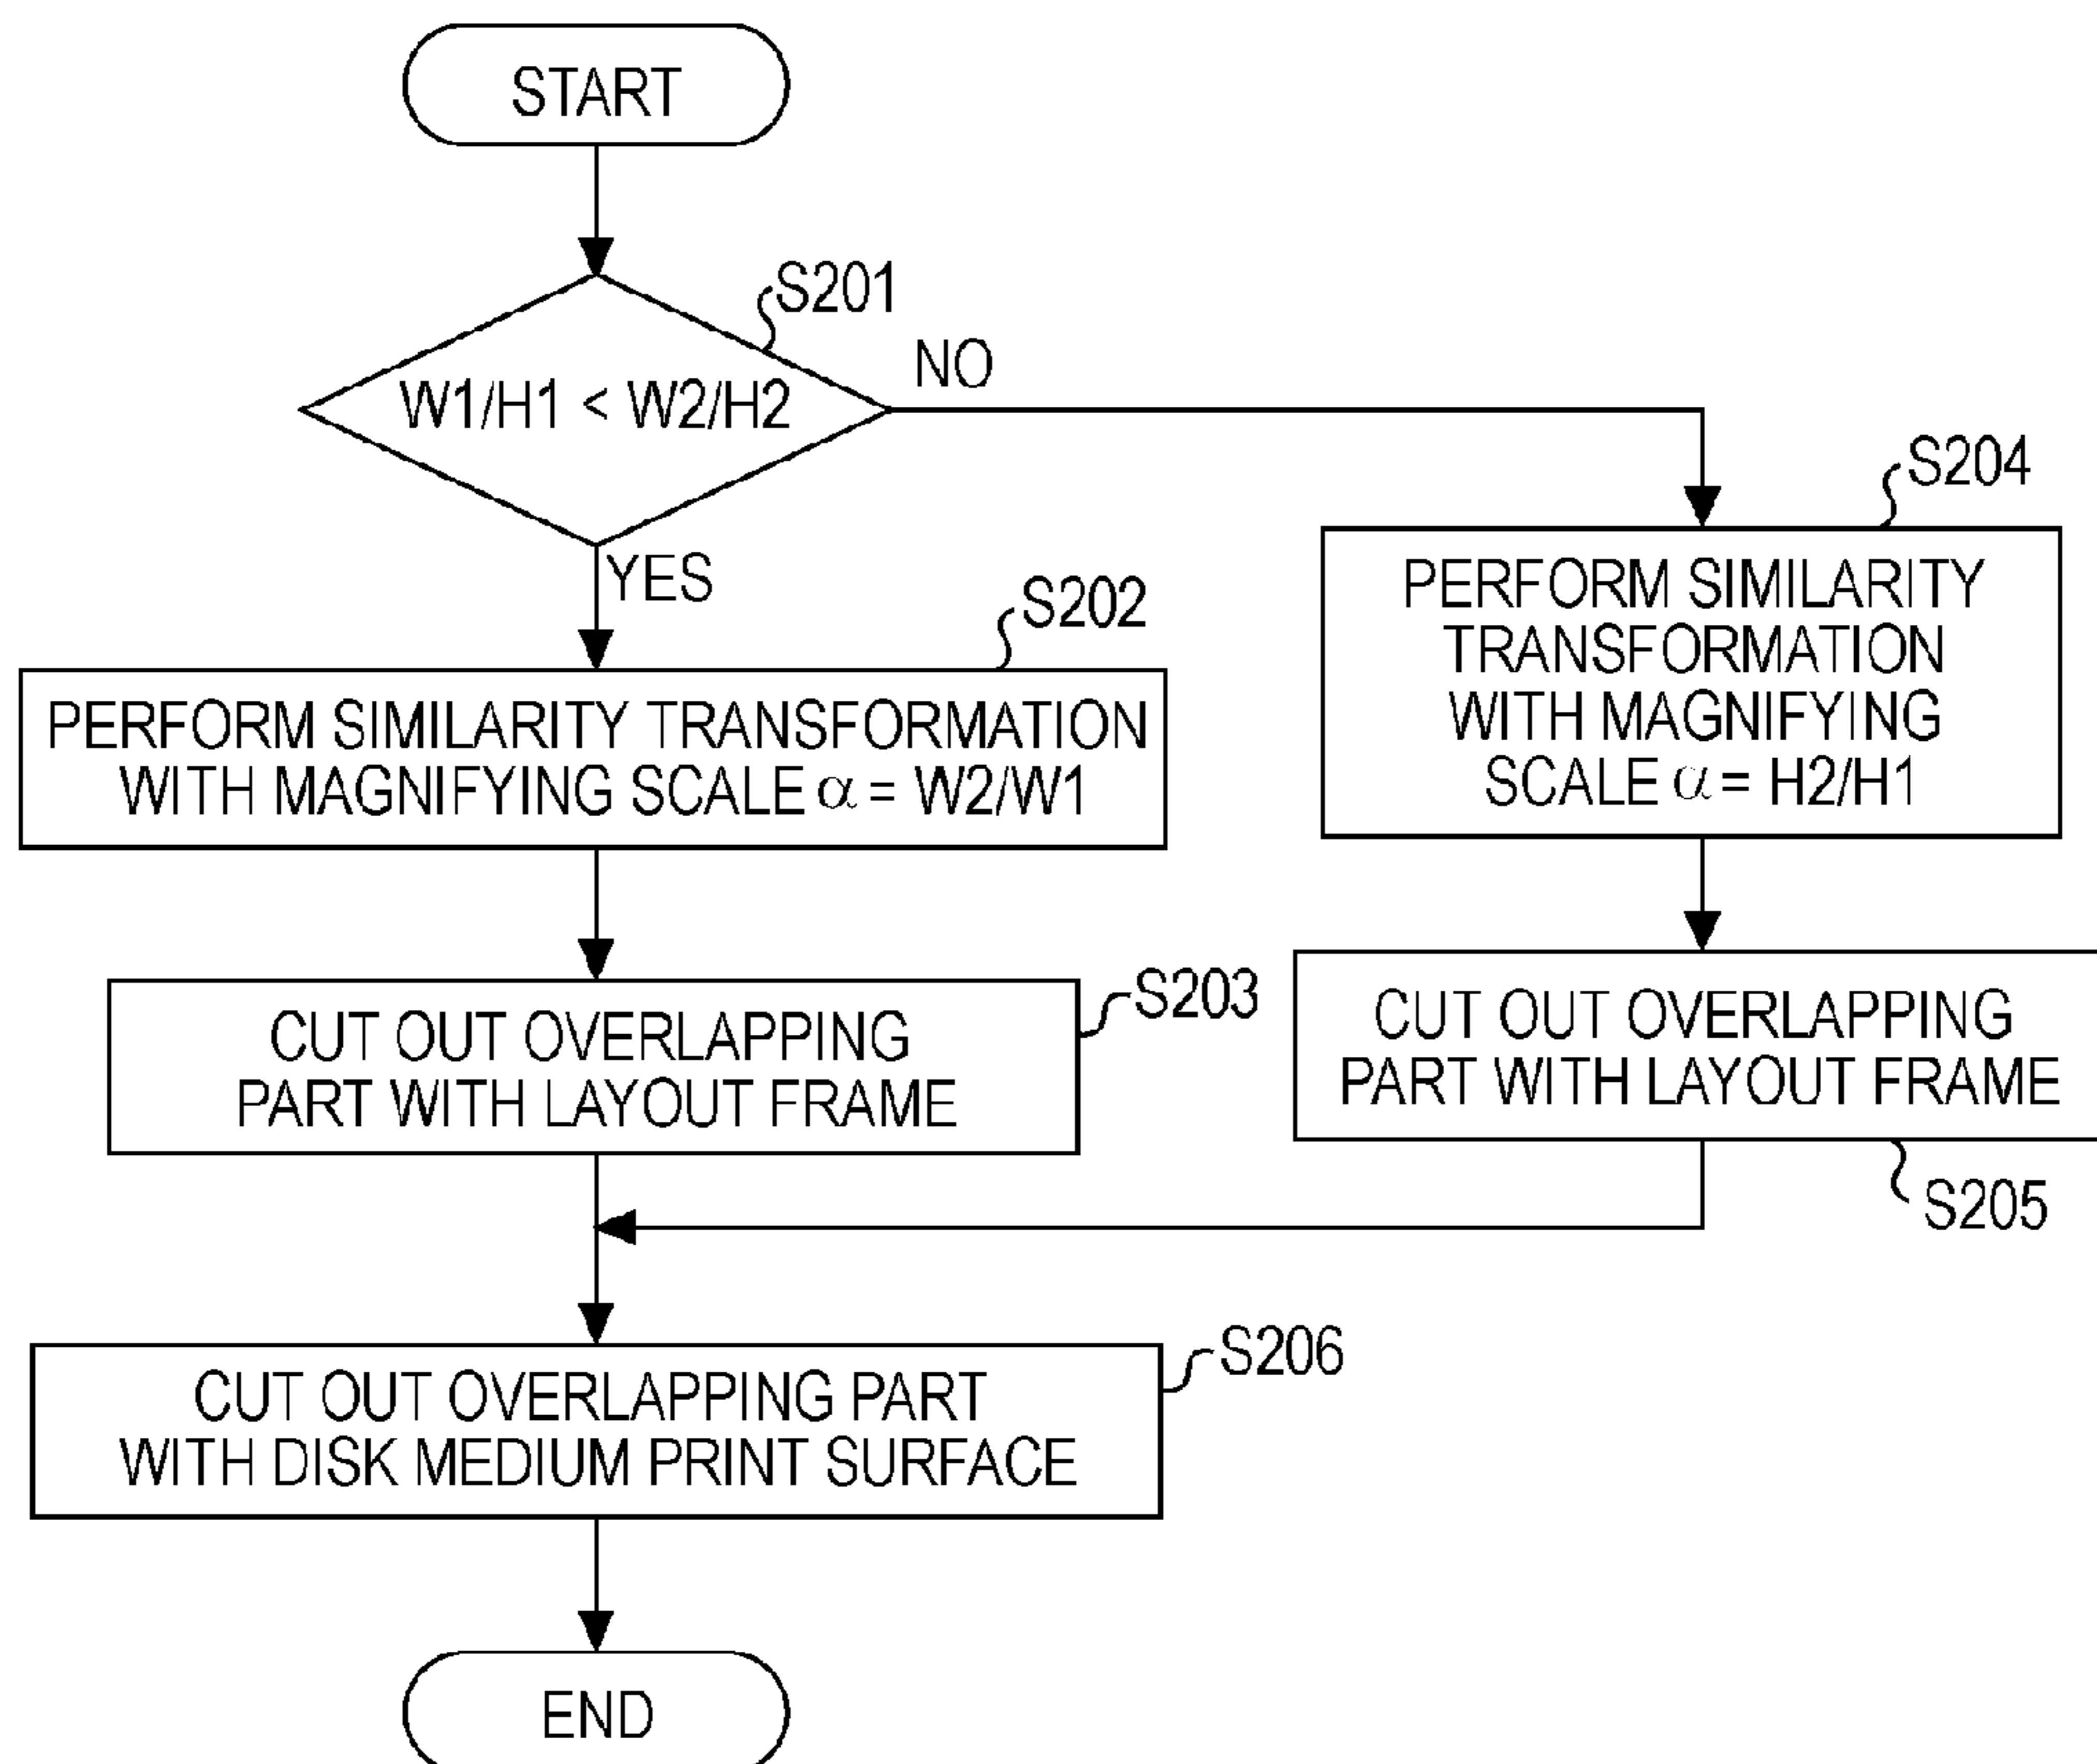 START
S201
W1/H1 < W2/H2
NO
YES
S202
PERFORM SIMILARITY TRANSFORMATION
WITH MAGNIFYING SCALE α = W2/W1
S204
PERFORM SIMILARITY
TRANSFORMATION
WITH MAGNIFYING
SCALE α = H2/H1
S203
CUT OUT OVERLAPPING
PART WITH LAYOUT FRAME
CUT OUT OVERLAPPING
PART WITH LAYOUT FRAME
S205
S206
CUT OUT OVERLAPPING PART
WITH DISK MEDIUM PRINT SURFACE
END